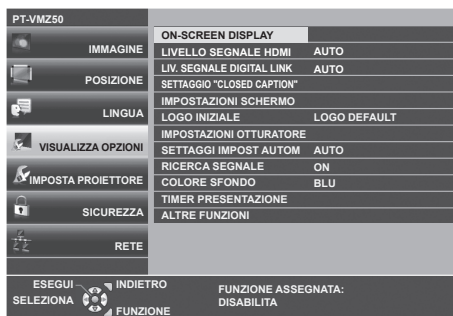 PT-VMZ50
IMMAGINE
POSIZIONE
LINGUA
VISUALIZZA OPZIONI
IMPOSTA PROIETTORE
SICUREZZA
RETE
ON-SCREEN DISPLAY
LIVELLO SEGNALE HDMI AUTO
LIV. SEGNALE DIGITAL LINK AUTO
SETTAGGIO "CLOSED CAPTION"
IMPOSTAZIONI SCHERMO
LOGO INIZIALE LOGO DEFAULT
IMPOSTAZIONI OTTURATORE
SETTAGGI IMPOST AUTOM AUTO
RICERCA SEGNALE ON
COLORE SFONDO BLU
TIMER PRESENTAZIONE
ALTRE FUNZIONI
ESEGUI INDIETRO
SELEZIONA FUNZIONE
FUNZIONE ASSEGNATA:
DISABILITA